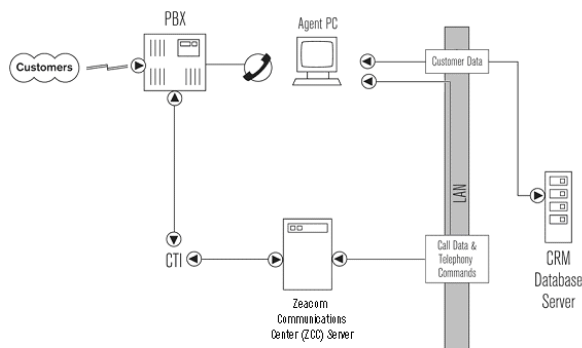 PBX
Agent PC
Customers
Customer Data
LAN
CTI
Call Data &
Telephony
Commands
CRM
Database
Server
Zeacom
Communications
Center (ZCC) Server